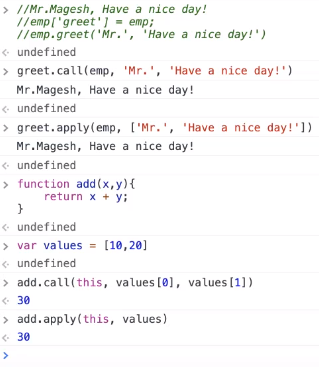 //Mr.Magesh, Have a nice day!
//emp['greet'] = emp;
//emp.greet('Mr.', 'Have a nice day!')
undefined
greet.call(emp, 'Mr.', 'Have a nice day!')
Mr.Magesh, Have a nice day!
undefined
greet.apply(emp, ['Mr.', 'Have a nice day!'])
Mr.Magesh, Have a nice day!
undefined
function add(x,y){
    return x + y;
}
undefined
var values = [10,20]
undefined
add.call(this, values[0], values[1])
30
add.apply(this, values)
30